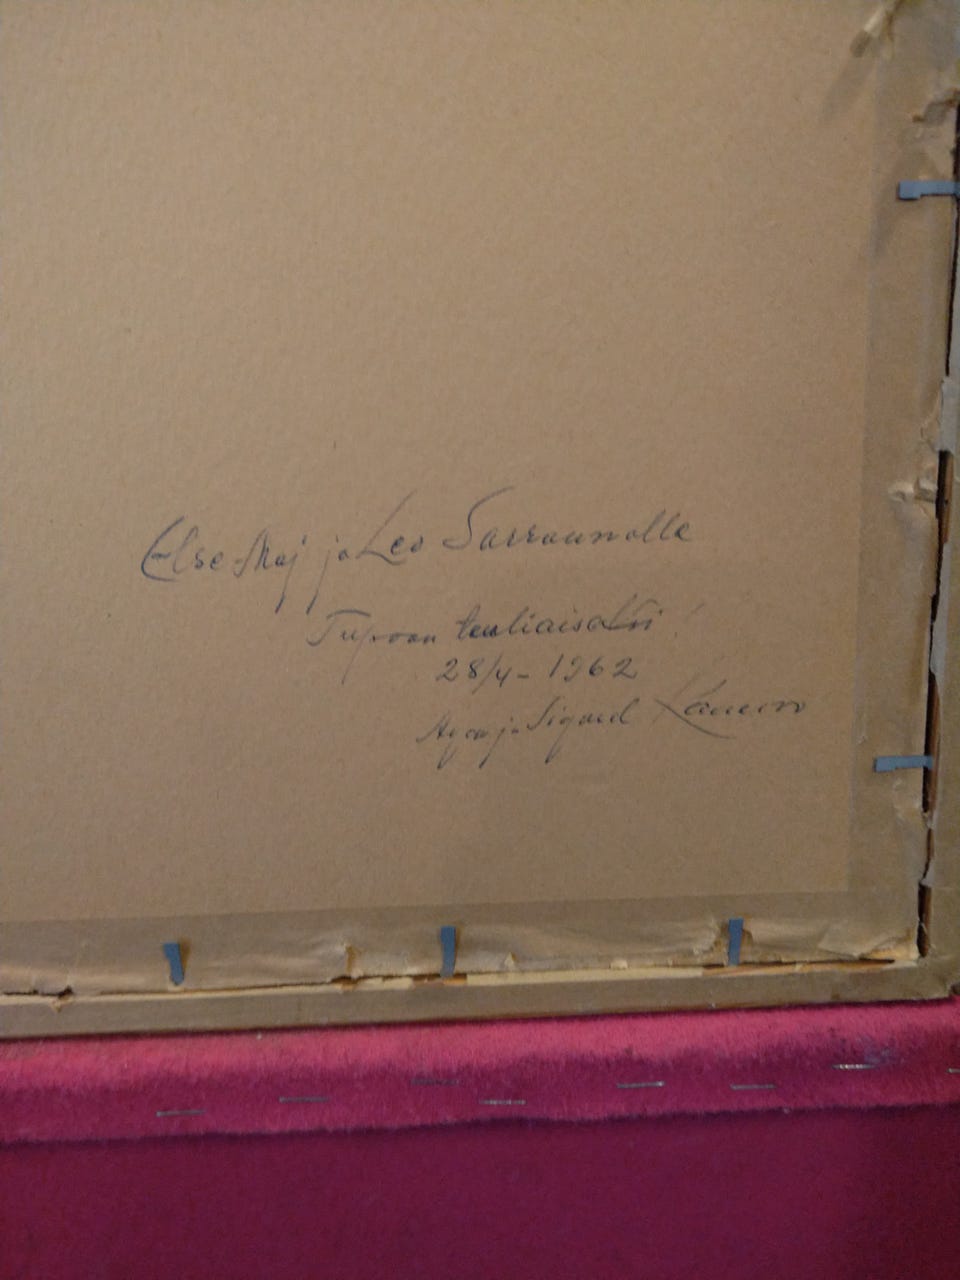 Else-Maj ja Leo
Tupaan tuliaisiksi!
28/4 - 1962
ja Sigurd